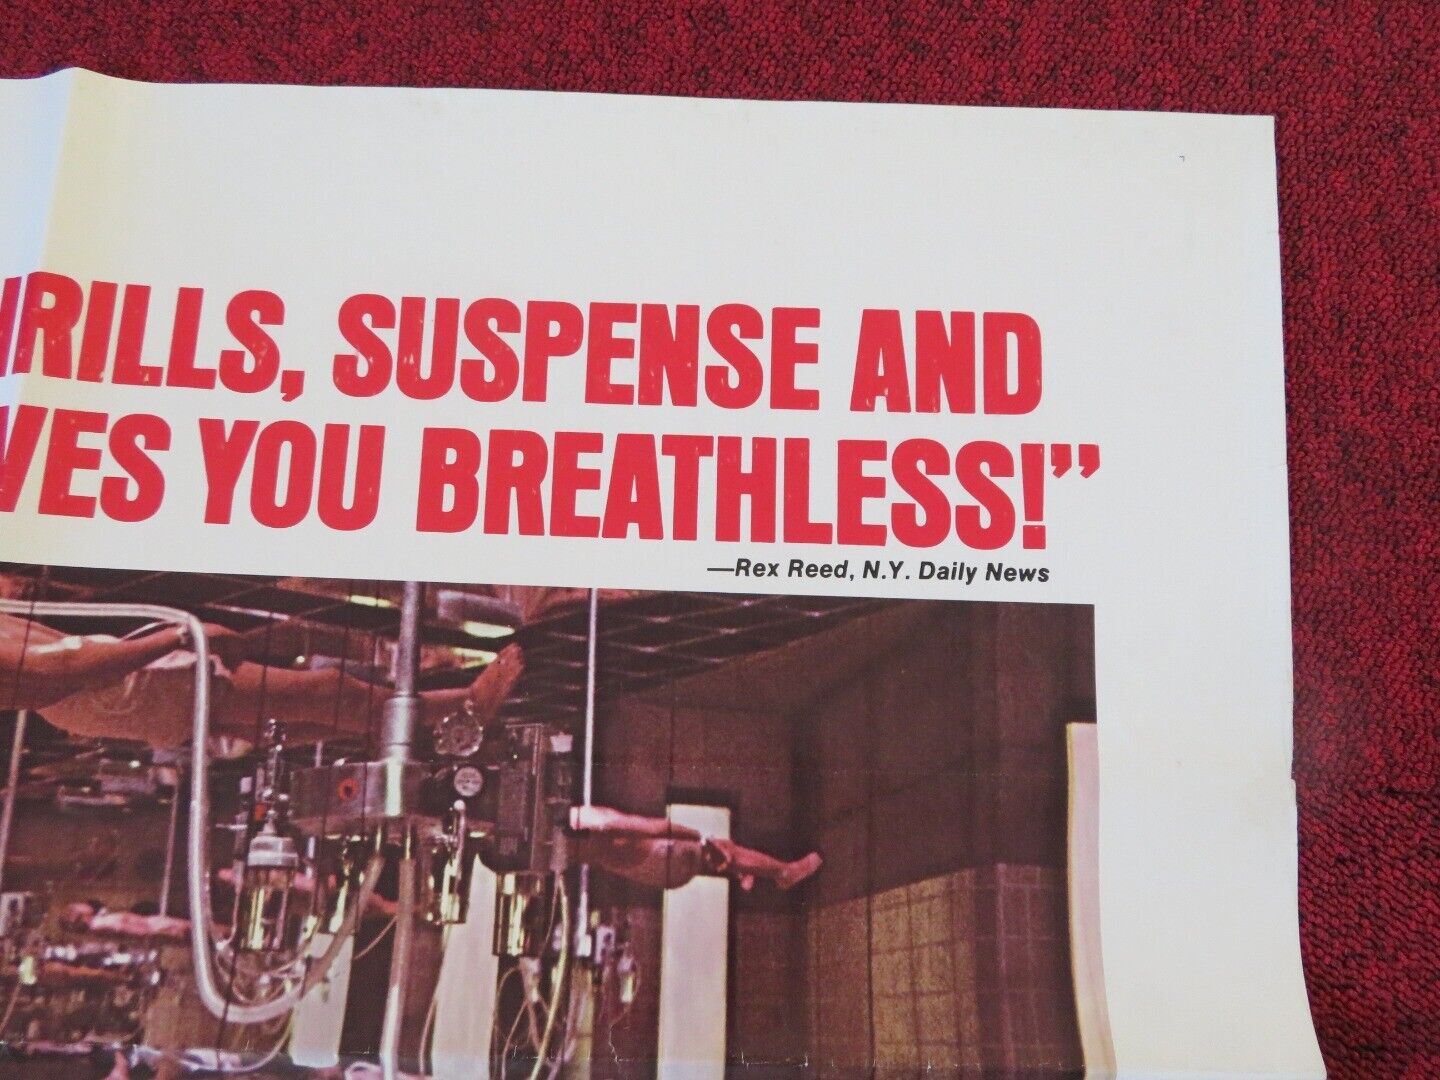 HRILLS, SUSPENSE AND
VES YOU BREATHLESS!”
—Rex Reed, N.Y. Daily News